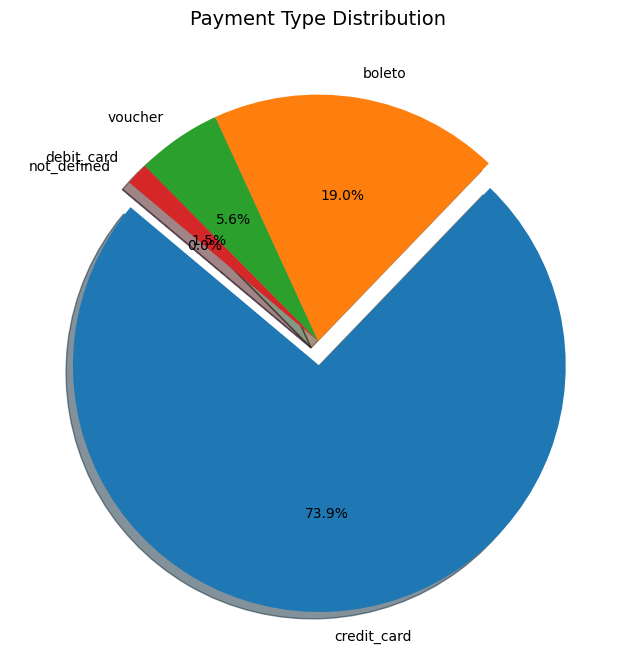 Payment Type Distribution
boleto
voucher
debit_card
not_defined
19.0%
5.6%
1.5%
0.0%
73.9%
credit_card